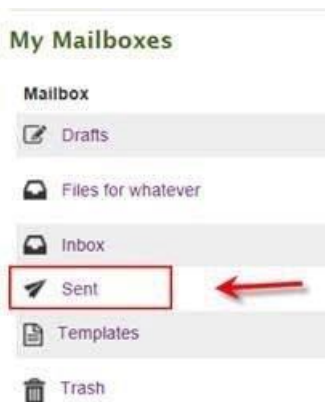 My Mailboxes
Mailbox
Drafts
Files for whatever
Inbox
Sent
Templates
Trash